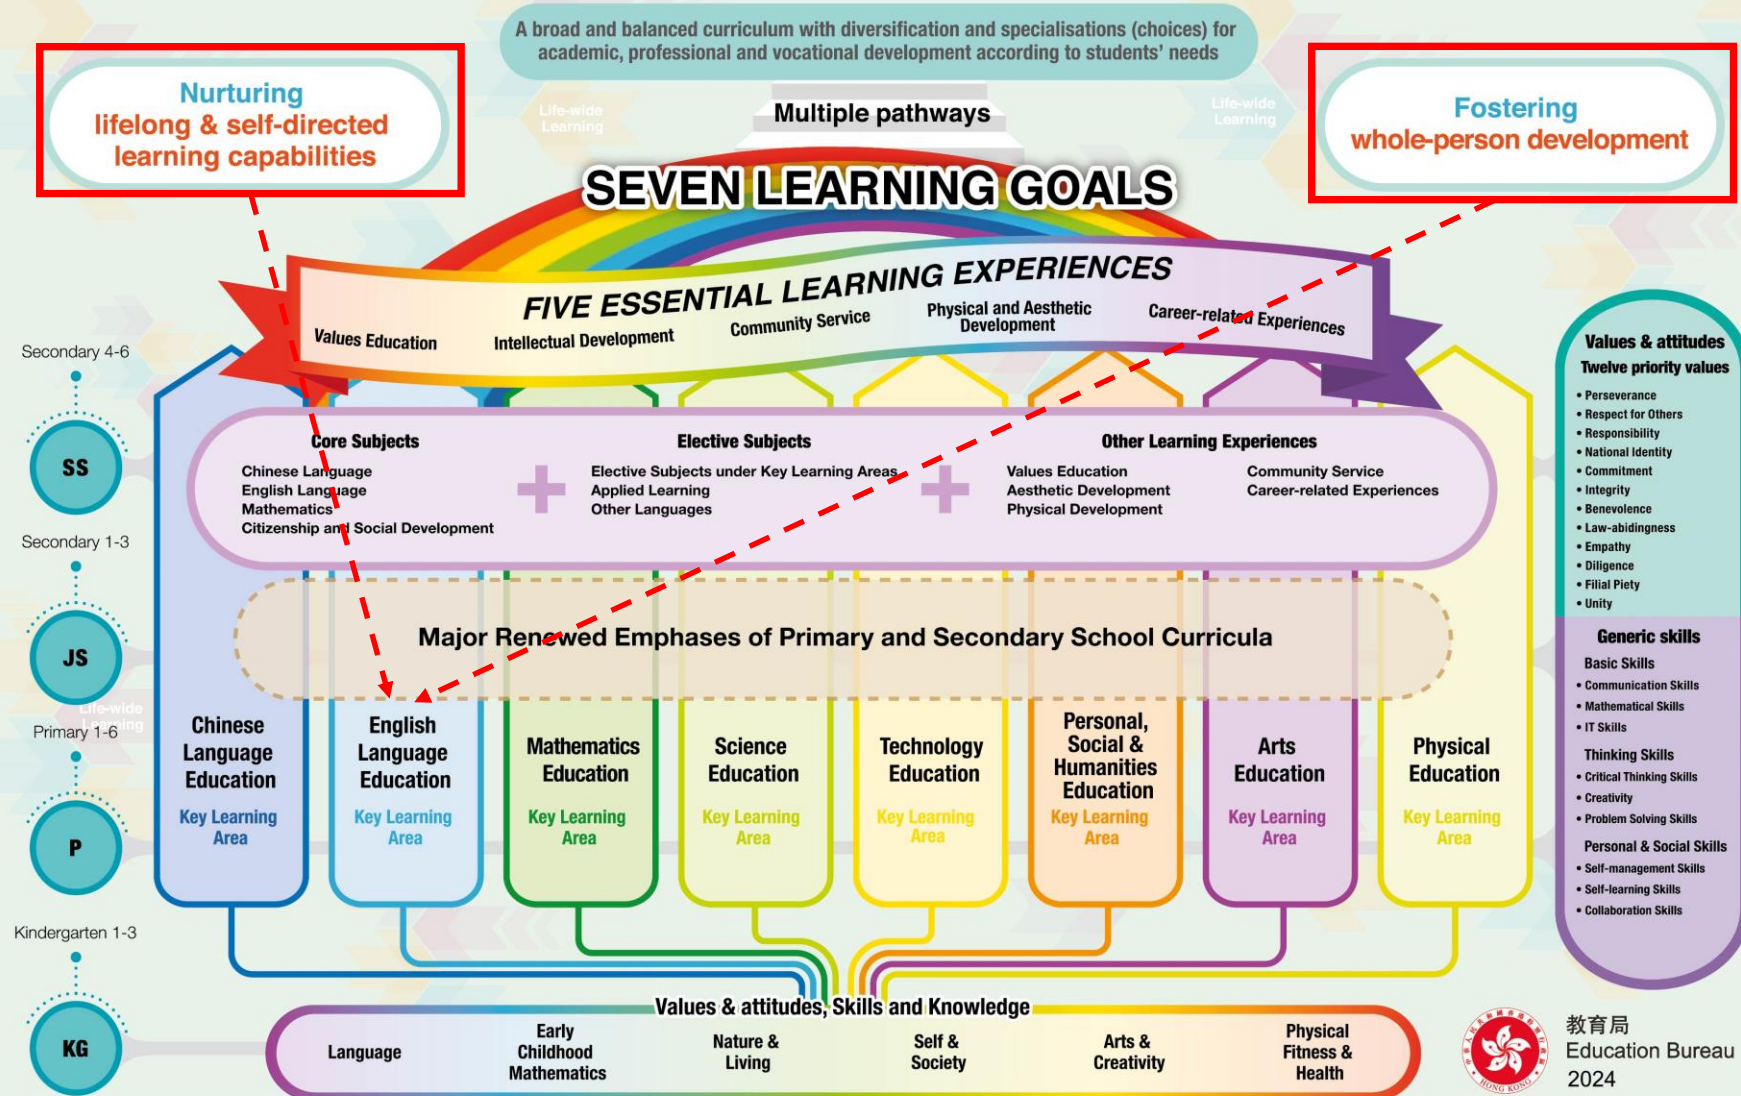 A broad and balanced curriculum with diversification and specialisations (choices) for
academic, professional and vocational development according to students' needs
Nurturing
lifelong & self-directed
learning capabilities
Life-wide
Learning
Multiple pathways
Life-wide
Learning
Fostering
whole-person development
SEVEN LEARNING GOALS
FIVE ESSENTIAL LEARNING EXPERIENCES
Values Education
Intellectual Development
Community Service
Physical and Aesthetic
Development
Career-related Experiences
Secondary 4-6
SS
Secondary 1-3
JS
Life-wide
Learning
Primary 1-6
P
Kindergarten 1-3
KG
Core Subjects
Chinese Language
English Language
Mathematics
Citizenship and Social Development
Elective Subjects
Elective Subjects under Key Learning Areas
Applied Learning
Other Languages
Other Learning Experiences
Values Education
Aesthetic Development
Physical Development
Community Service
Career-related Experiences
Major Renewed Emphases of Primary and Secondary School Curricula
Chinese
Language
Education
Key Learning
Area
English
Language
Education
Key Learning
Area
Mathematics
Education
Key Learning
Area
Science
Education
Key Learning
Area
Technology
Education
Key Learning
Area
Personal,
Social &
Humanities
Education
Key Learning
Area
Arts
Education
Key Learning
Area
Physical
Education
Key Learning
Area
Values & attitudes
Twelve priority values
• Perseverance
• Respect for Others
• Responsibility
• National Identity
• Commitment
• Integrity
• Benevolence
• Law-abidingness
• Empathy
• Diligence
• Filial Piety
• Unity
Generic skills
Basic Skills
• Communication Skills
• Mathematical Skills
• IT Skills
Thinking Skills
• Critical Thinking Skills
• Creativity
• Problem Solving Skills
Personal & Social Skills
• Self-management Skills
• Self-learning Skills
• Collaboration Skills
Values & attitudes, Skills and Knowledge
Language
Early
Childhood
Mathematics
Nature &
Living
Self &
Society
Arts &
Creativity
Physical
Fitness &
Health
HONG KONG
教育局
Education Bureau
2024